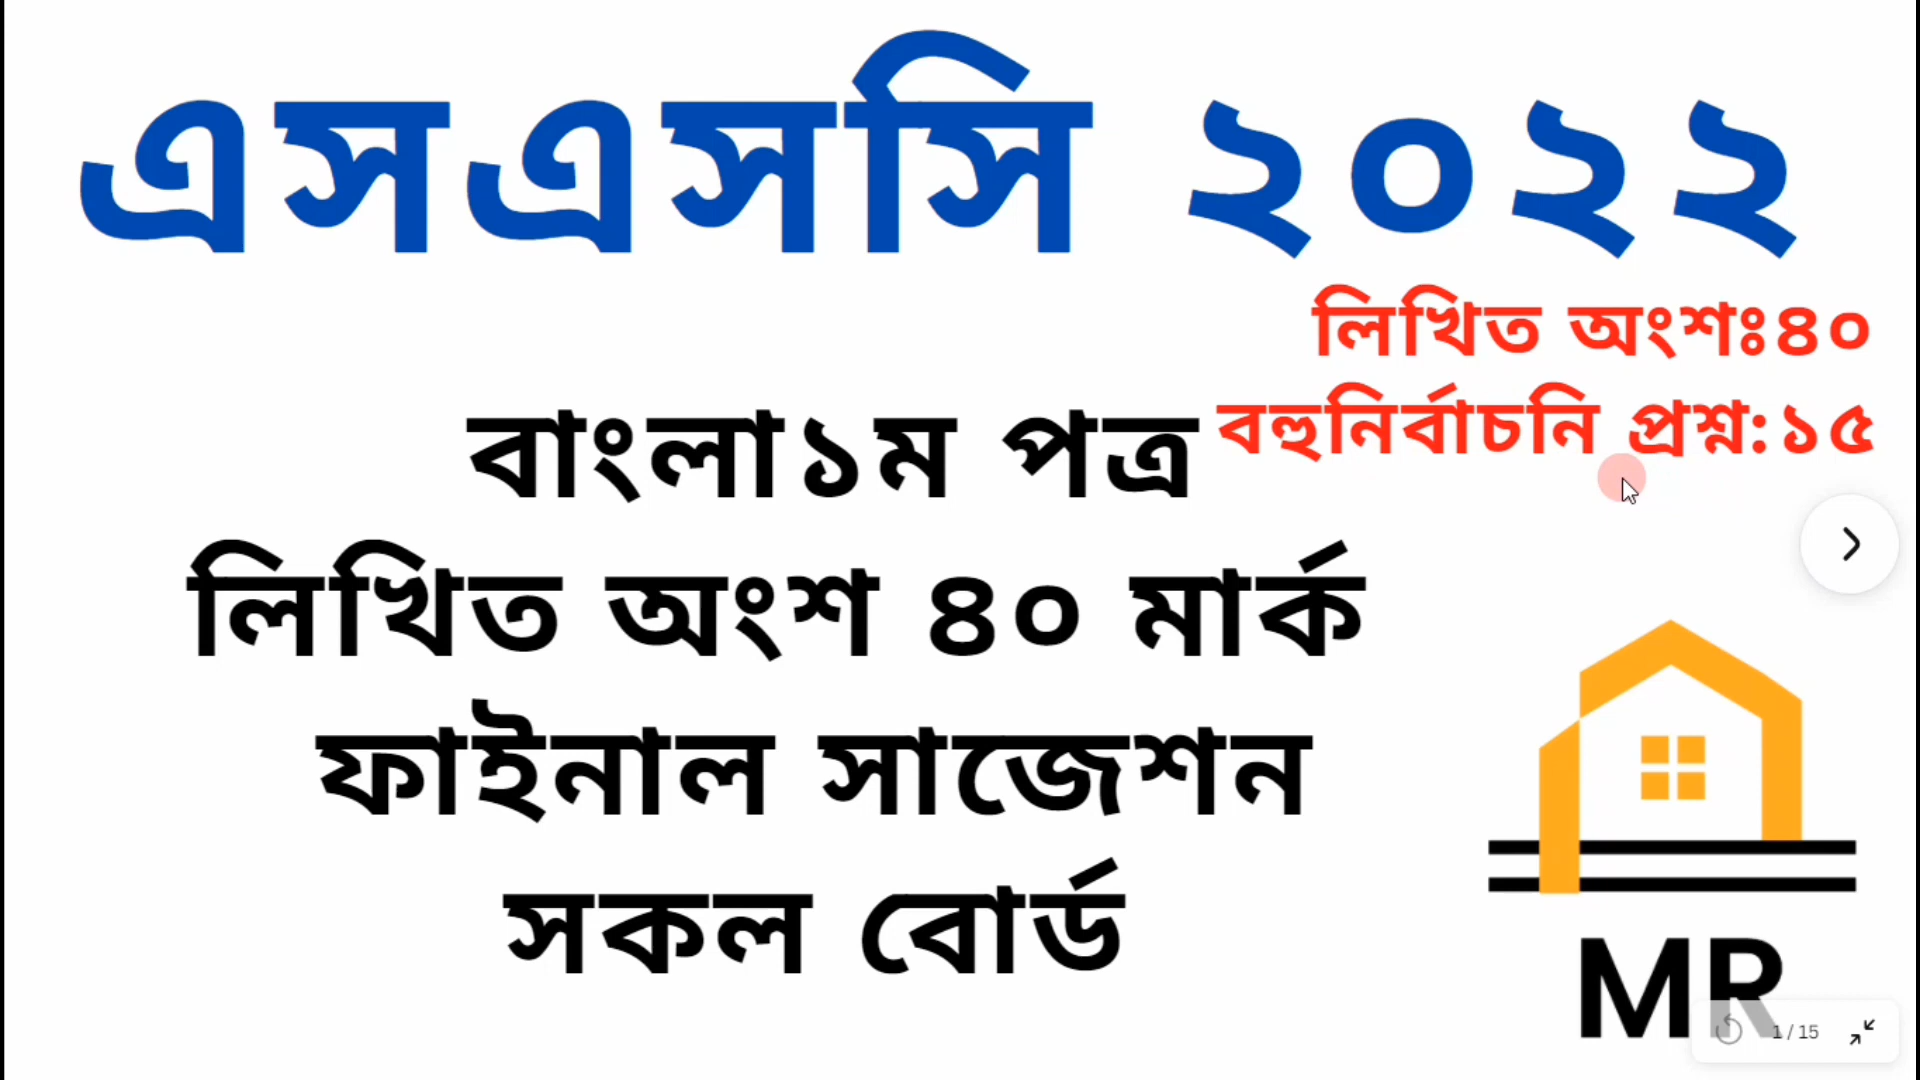 এসএসসি ২০২২
লিখিত অংশঃ৪০
বহুনির্বাচনি প্রশ্ন:১৫
বাংলা১ম পত্র
লিখিত অংশ ৪০ মার্ক
ফাইনাল সাজেশন
সকল বোর্ড
MR
1 / 15